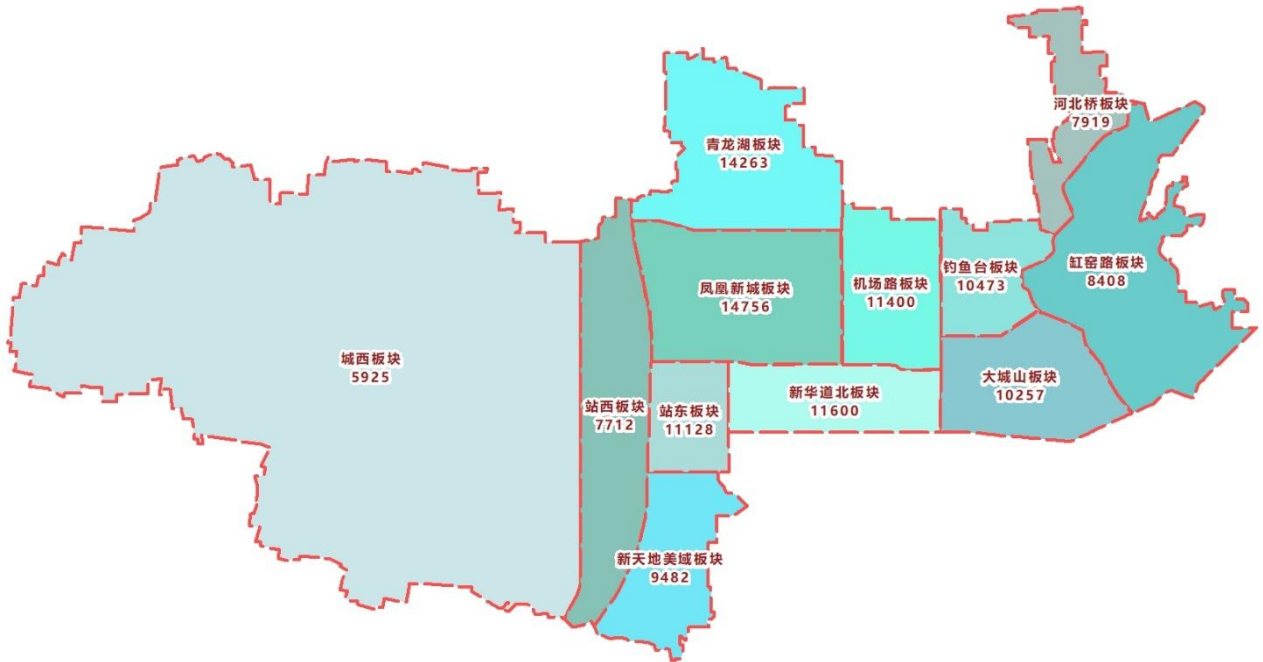 河北桥板块
7919
青龙湖板块
14263
钓鱼台板块
10473
缸窑路板块
8408
凤凰新城板块
14756
机场路板块
11400
城西板块
5925
大城山板块
10257
新华道北板块
11600
站西板块
7712
站东板块
11128
新天地美域板块
9482